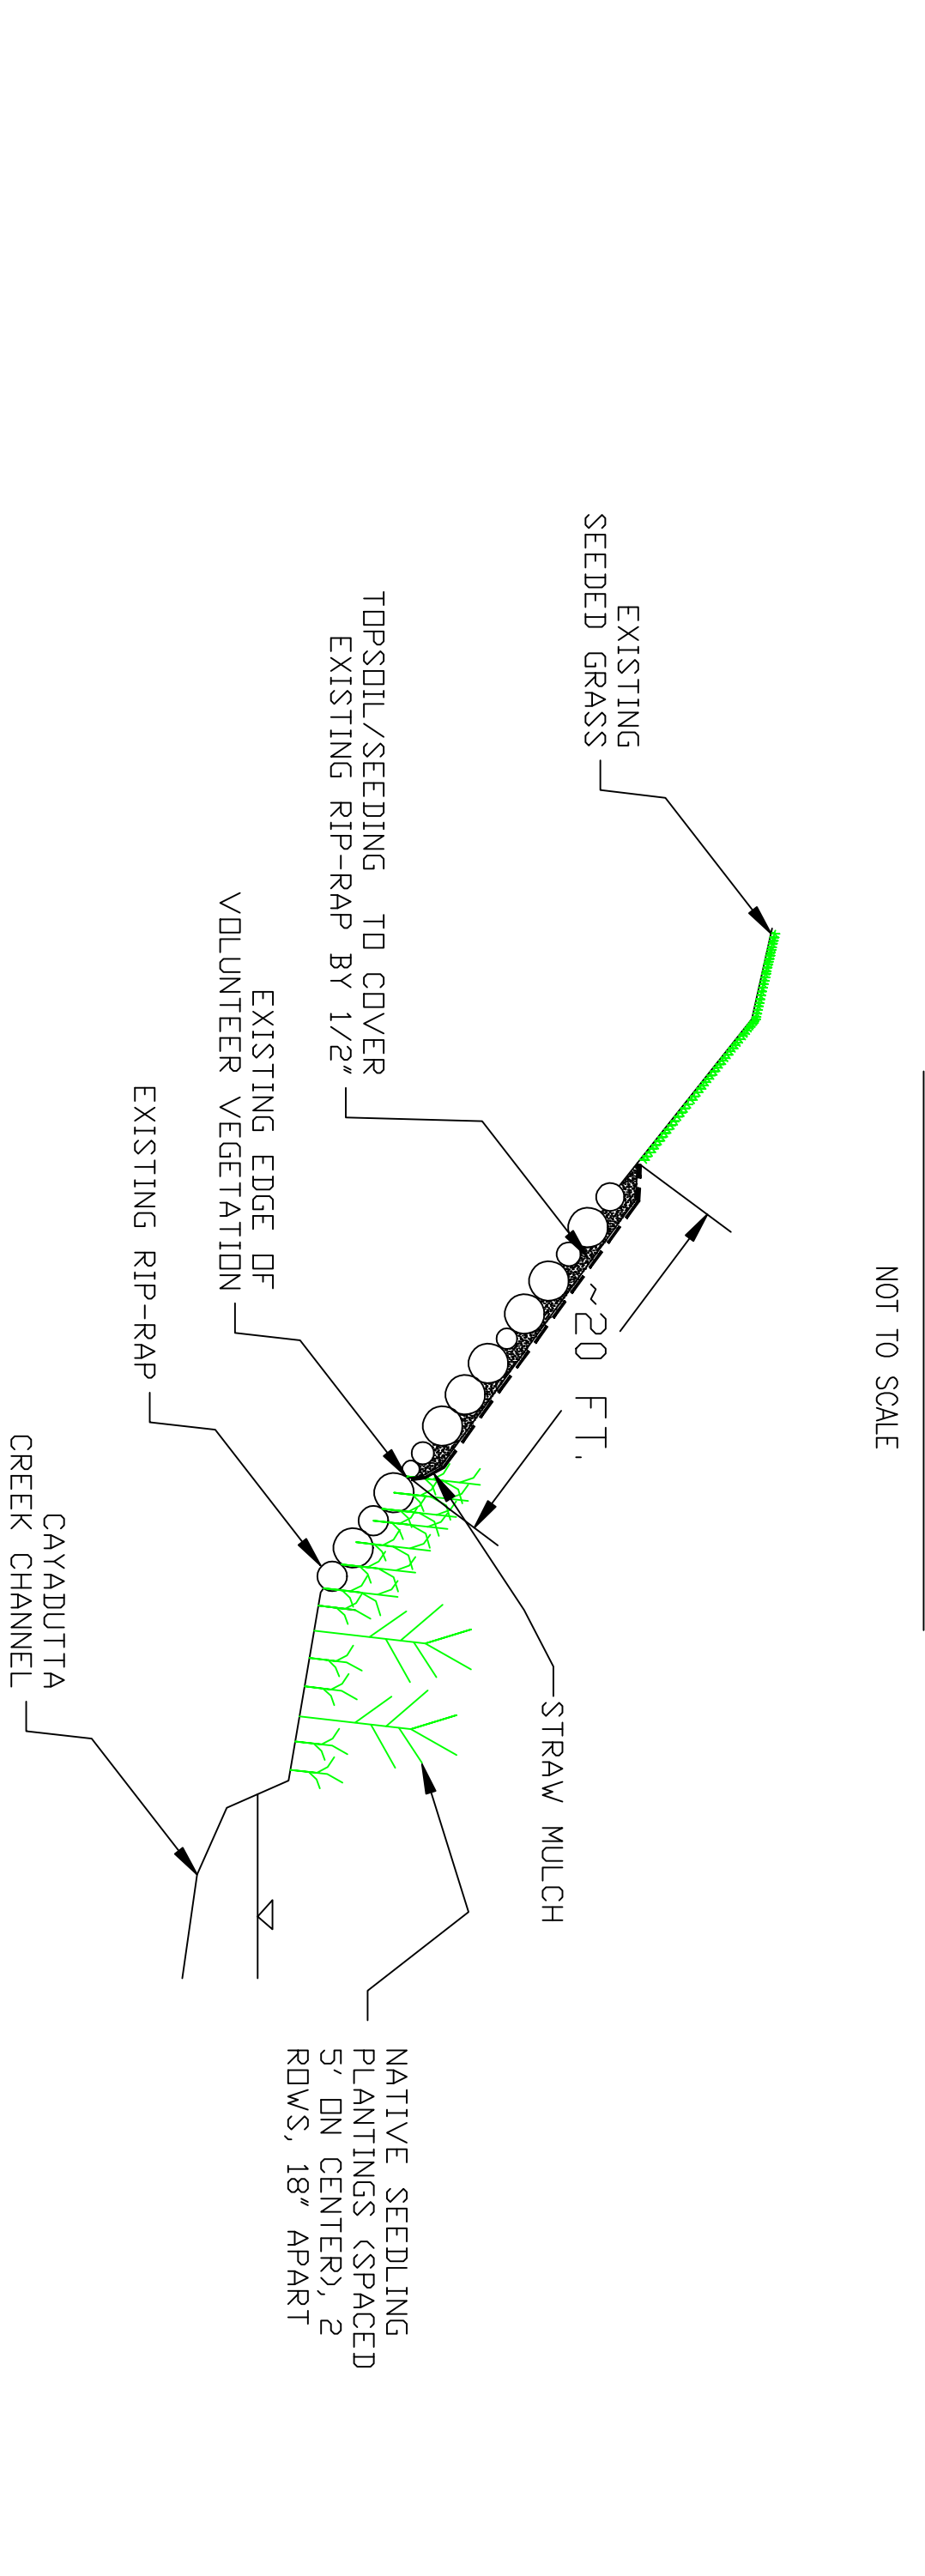 NOT TO SCALE
EXISTING
SEEDED GRASS
~20 FT.
STRAW MULCH
TOPSOIL/SEEDING TO COVER
EXISTING RIP-RAP BY 1/2"
EXISTING EDGE OF
VOLUNTEER VEGETATION
EXISTING RIP-RAP
CAYADUTTA
CREEK CHANNEL
NATIVE SEEDLING
PLANTINGS (SPACED
5' ON CENTER), 2
ROWS, 18" APART